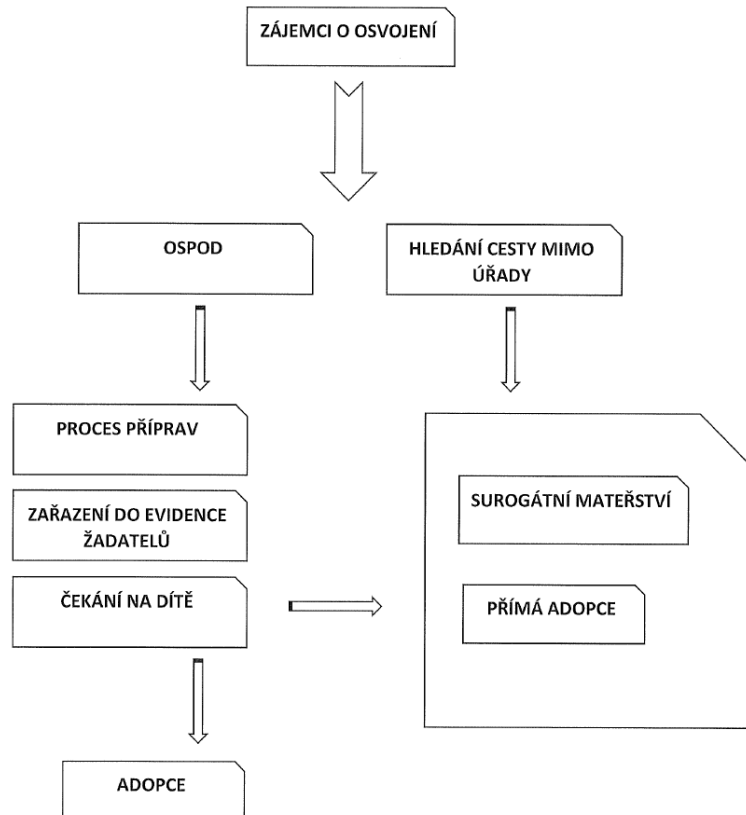 ZÁJEMCI O OSVOJENÍ
OSPOD
HLEDÁNÍ CESTY MIMO
ÚŘADY
PROCES PŘÍPRAV
ZAŘAZENÍ DO EVIDENCE
ŽADATELŮ
ČEKÁNÍ NA DÍTĚ
SUROGÁTNÍ MATEŘSTVÍ
PŘÍMÁ ADOPCE
ADOPCE